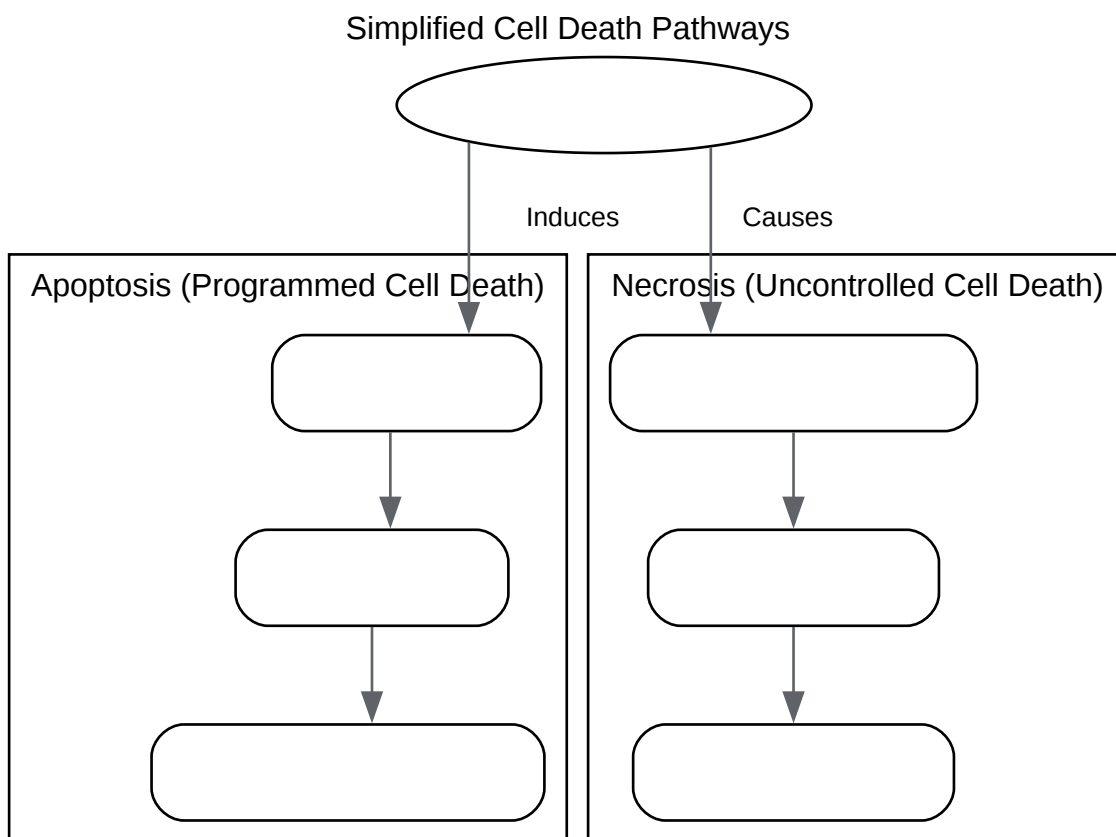 Simplified Cell Death Pathways
Induces
Causes
Apoptosis (Programmed Cell Death)
Necrosis (Uncontrolled Cell Death)